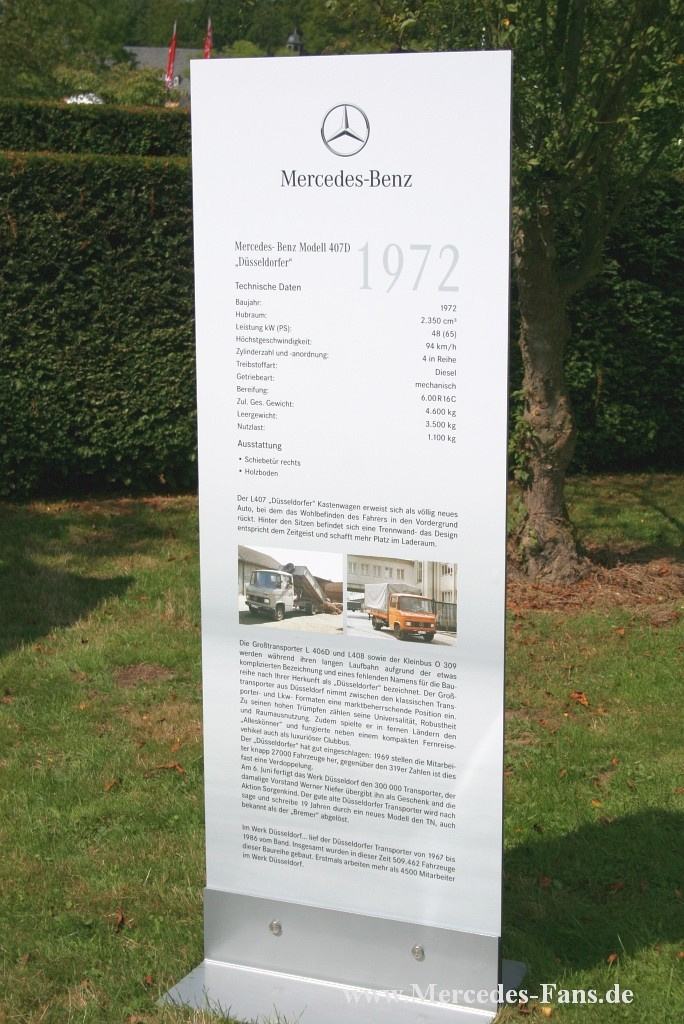 Mercedes-Benz
Mercedes- Benz Modell 407D
„Düsseldorfer"
1972
Technische Daten
Baujahr: 1972
Hubraum: 2.350 cm³
Leistung kW (PS): 48 (65)
Höchstgeschwindigkeit: 94 km/h
Zylinderzahl und -anordnung: 4 in Reihe
Treibstoffart: Diesel
Getriebeart: mechanisch
Bereifung: 6.00 R 16 C
Zul. Ges. Gewicht: 4.600 kg
Leergewicht: 3.500 kg
Nutzlast: 1.100 kg
Ausstattung
• Schiebetür rechts
• Holzboden
Der L407 „Düsseldorfer" Kastenwagen erweist sich als völlig neues
Auto, bei dem das Wohlbefinden des Fahrers in den Vordergrund
rückt. Hinter den Sitzen befindet sich eine Trennwand- das Design
entspricht dem Zeitgeist und schafft mehr Platz im Laderaum.
Die Großtransporter L 406D und L408 sowie der Kleinbus O 309
werden während ihren langen Laufbahn aufgrund der etwas
komplizierten Bezeichnung und eines fehlenden Namens für die Bau-
reihe nach Ihrer Herkunft als „Düsseldorfer" bezeichnet. Der Groß-
transporter aus Düsseldorf nimmt zwischen den klassischen Trans-
porter- und Lkw- Formaten eine marktbeherrschende Position ein.
Zu seinen hohen Trümpfen zählen seine Universalität, Robustheit
und Raumausnutzung. Zudem spielte er in fernen Ländern den
„Alleskönner" und fungierte neben einem kompakten Fernreise-
vehikel auch als luxuriöser Clubbus.
Der „Düsseldorfer" hat gut eingeschlagen: 1969 stellen die Mitarbei-
ter knapp 27000 Fahrzeuge her, gegenüber den 319er Zahlen ist dies
fast eine Verdoppelung.
Am 6. Juni fertigt das Werk Düsseldorf den 300 000 Transporter, der
damalige Vorstand Werner Niefer übergibt ihn als Geschenk and die
Aktion Sorgenkind. Der gute alte Düsseldorfer Transporter wird nach
sage und schreibe 19 Jahren durch ein neues Modell den TN, auch
bekannt als der „Bremer" abgelöst.
Im Werk Düsseldorf... lief der Düsseldorfer Transporter von 1967 bis
1986 vom Band. Insgesamt wurden in dieser Zeit 509.462 Fahrzeuge
dieser Baureihe gebaut. Erstmals arbeiten mehr als 4500 Mitarbeiter
im Werk Düsseldorf.
www.Mercedes-Fans.de